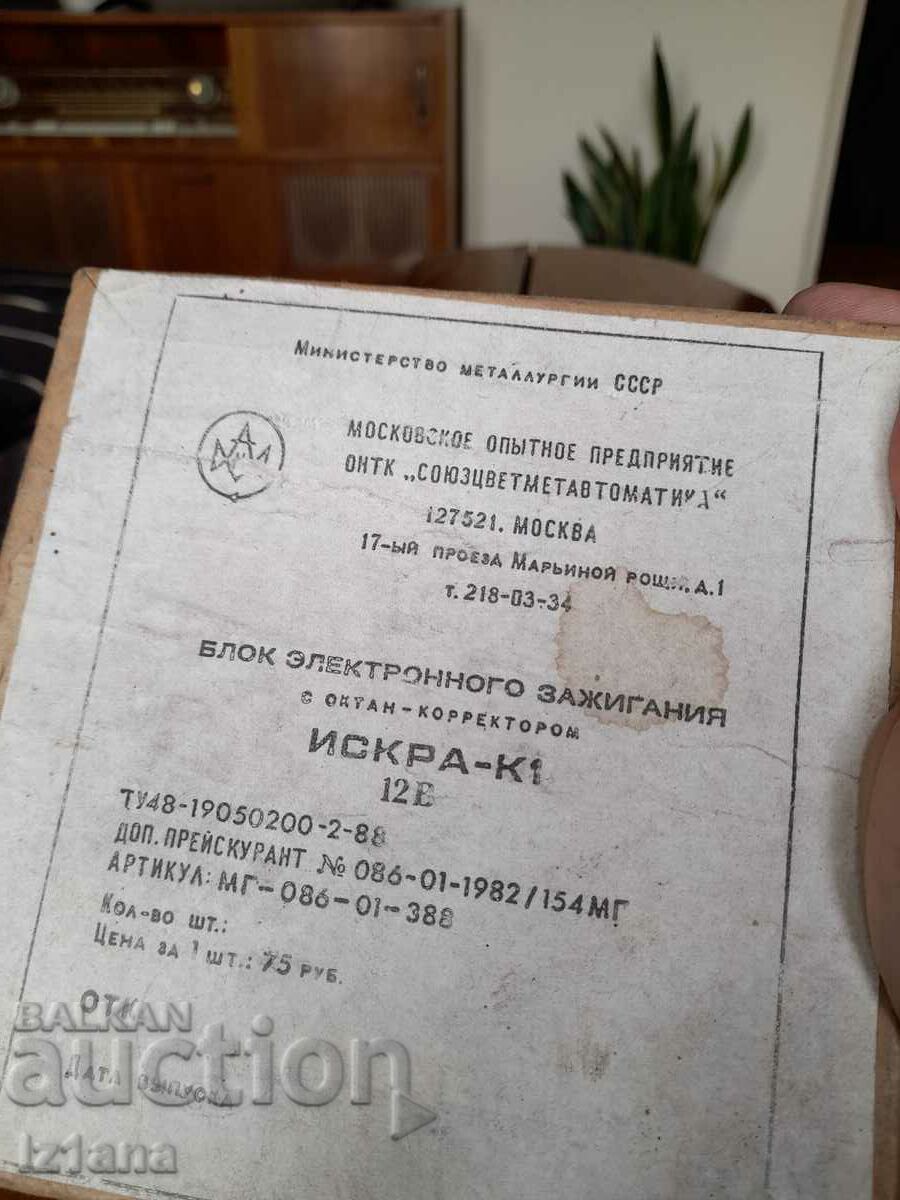 Министерство металлургии СССР
МОСКОВСКОЕ ОПЫТНОЕ ПРЕДПРИЯТИЕ
ОНТК „СОЮЗЦВЕТМЕТАВТОМАТИКА"
127521. МОСКВА
17-ый проезд Марьиной рощи, д.1
т. 218-03-34
БЛОК ЭЛЕКТРОННОГО ЗАЖИГАНИЯ
С ОКТАН-КОРРЕКТОРОМ
ИСКРА-К1
12В
ТУ48-19050200-2-88
ДОП. ПРЕЙСКУРАНТ № 086-01-1982/154МГ
АРТИКУЛ: МГ-086-01-388
Кол-во шт.:
Цена за 1 шт.: 75 руб.
ОТК
Дата выпуска
BALKAN
auction
iz1ana